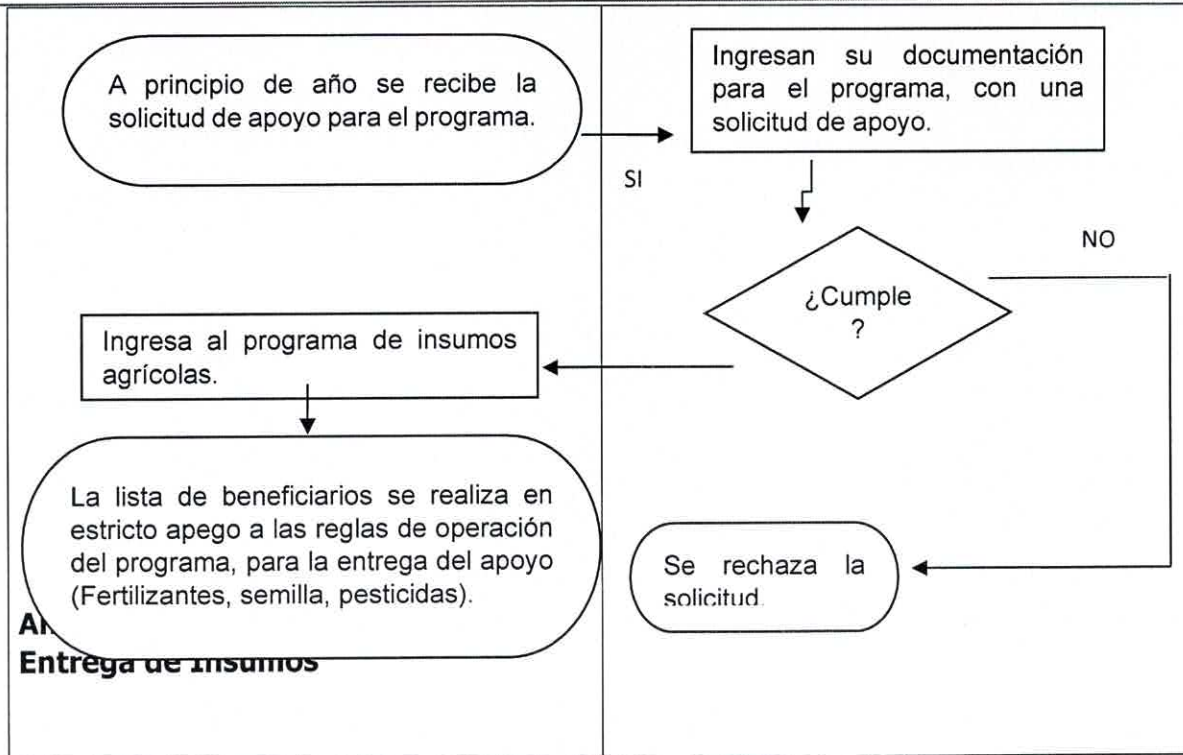 A principio de año se recibe la
solicitud de apoyo para el programa.
Ingresan su documentación
para el programa, con una
solicitud de apoyo.
SI
¿Cumple
?
NO
Ingresa al programa de insumos
agrícolas.
La lista de beneficiarios se realiza en
estricto apego a las reglas de operación
del programa, para la entrega del apoyo
(Fertilizantes, semilla, pesticidas).
Se rechaza la
solicitud.
Entrega de Insumos